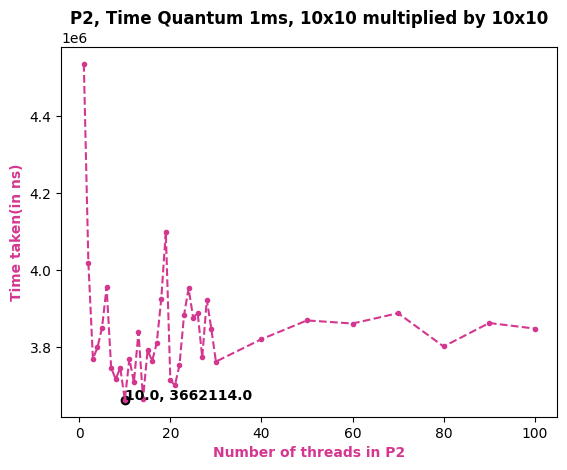 P2, Time Quantum 1ms, 10x10 multiplied by 10x10
1e6
4.4
4.2
4.0
3.8
Time taken(in ns)
10.0, 3662114.0
0
20
40
60
80
100
Number of threads in P2